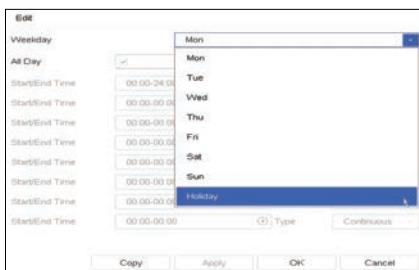 Edit
Weekday Mon
All Day Mon
Start/End Time 00:00-24:00 Tue
Start/End Time 00:00-00:00 Wed
Start/End Time 00:00-00:00 Thu
Start/End Time 00:00-00:00 Fri
Start/End Time 00:00-00:00 Sat
Start/End Time 00:00-00:00 Sun
Start/End Time 00:00-00:00 Holiday
Start/End Time 00:00-00:00 Type Continuous
Copy Apply OK Cancel